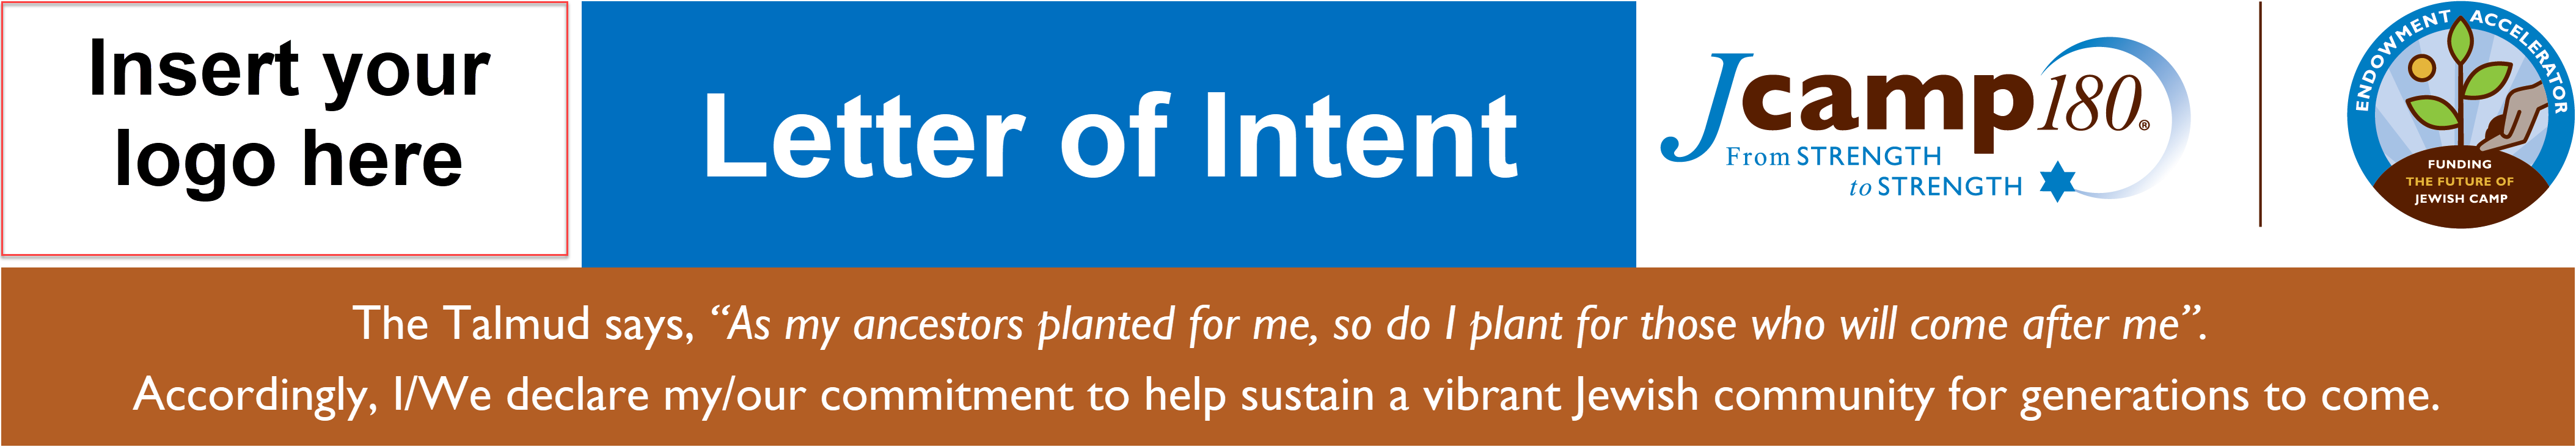 Insert your
logo here
Letter of Intent
Jcamp180®
From STRENGTH
to STRENGTH
ENDOWMENT ACCELERATOR
FUNDING
THE FUTURE OF
JEWISH CAMP
The Talmud says, “As my ancestors planted for me, so do I plant for those who will come after me”.
Accordingly, I/We declare my/our commitment to help sustain a vibrant Jewish community for generations to come.